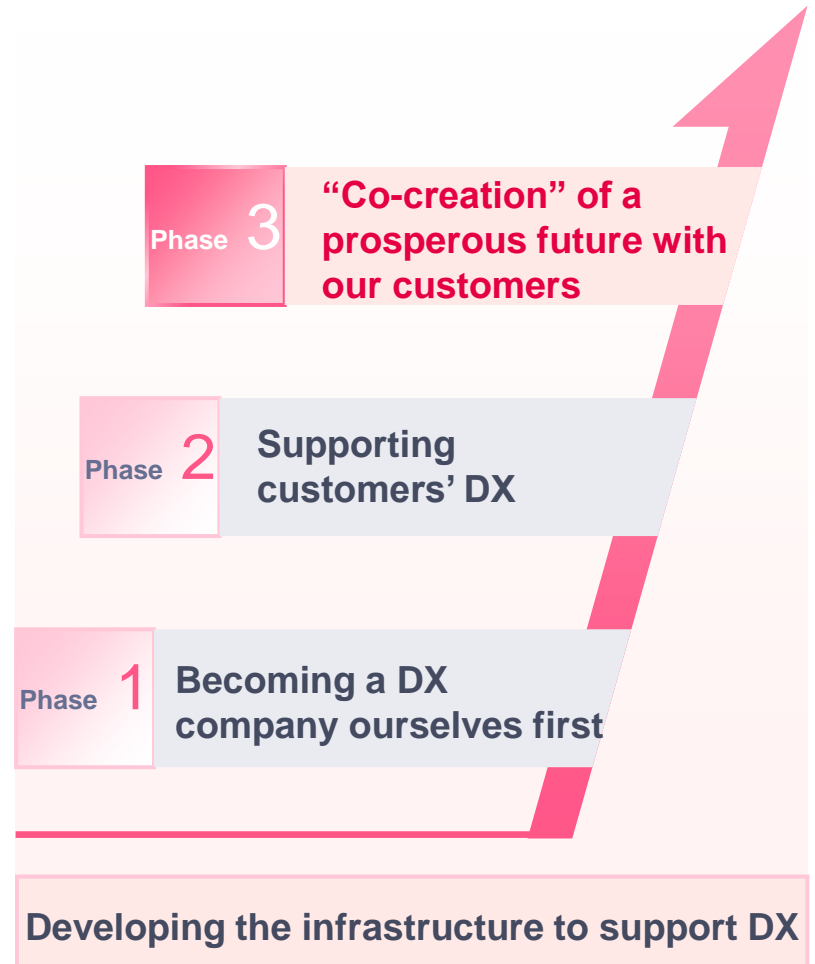 Phase 3
“Co-creation” of a
prosperous future with
our customers
Phase 2
Supporting
customers’ DX
Phase 1
Becoming a DX
company ourselves first
Developing the infrastructure to support DX